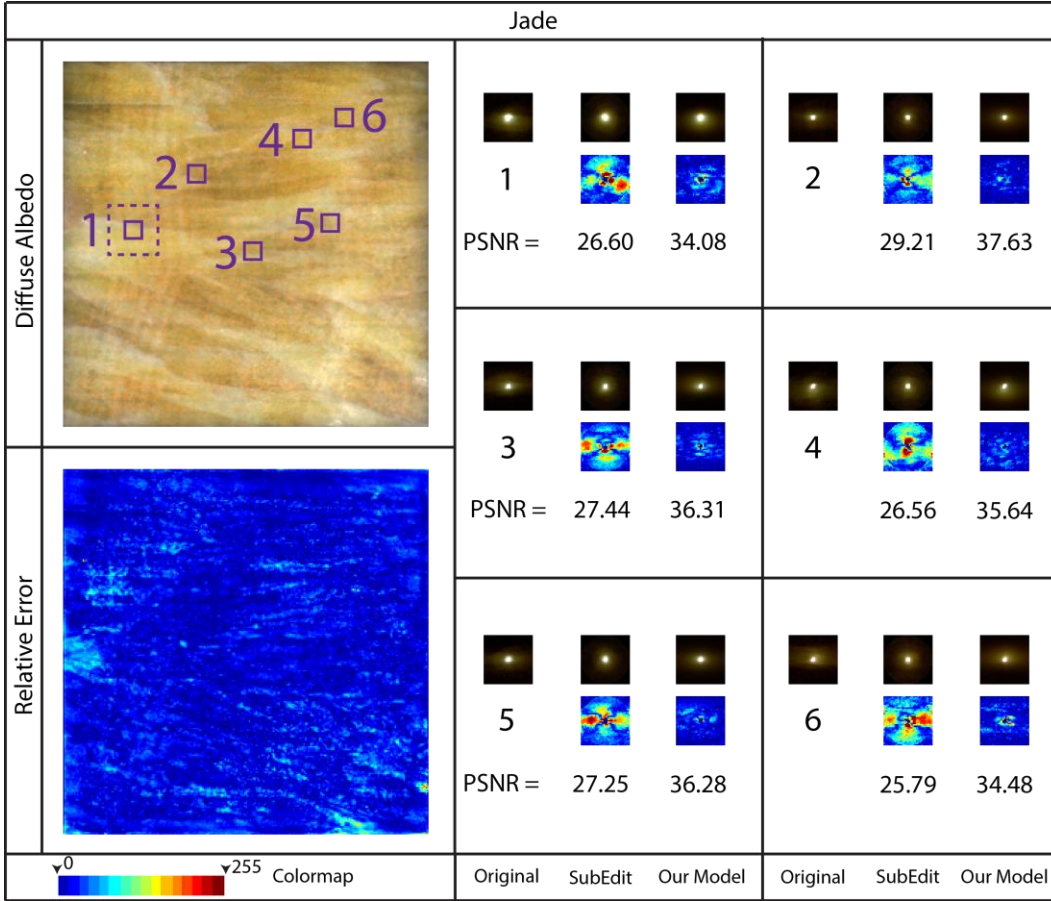 Jade
Diffuse Albedo
1
2
3
4
5
6
Relative Error
0
255
Colormap
1
PSNR = 26.60 34.08
2
29.21 37.63
3
PSNR = 27.44 36.31
4
26.56 35.64
5
PSNR = 27.25 36.28
6
25.79 34.48
Original SubEdit Our Model Original SubEdit Our Model